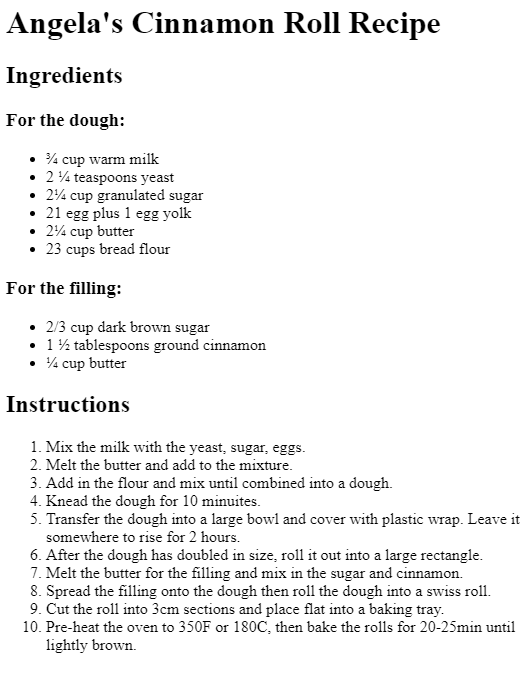 Angela's Cinnamon Roll Recipe
Ingredients
For the dough:
• ¾ cup warm milk
• 2 ¼ teaspoons yeast
• 2¼ cup granulated sugar
• 21 egg plus 1 egg yolk
• 2¼ cup butter
• 23 cups bread flour
For the filling:
• 2/3 cup dark brown sugar
• 1 ½ tablespoons ground cinnamon
• ¼ cup butter
Instructions
1. Mix the milk with the yeast, sugar, eggs.
2. Melt the butter and add to the mixture.
3. Add in the flour and mix until combined into a dough.
4. Knead the dough for 10 minuites.
5. Transfer the dough into a large bowl and cover with plastic wrap. Leave it
somewhere to rise for 2 hours.
6. After the dough has doubled in size, roll it out into a large rectangle.
7. Melt the butter for the filling and mix in the sugar and cinnamon.
8. Spread the filling onto the dough then roll the dough into a swiss roll.
9. Cut the roll into 3cm sections and place flat into a baking tray.
10. Pre-heat the oven to 350F or 180C, then bake the rolls for 20-25min until
lightly brown.